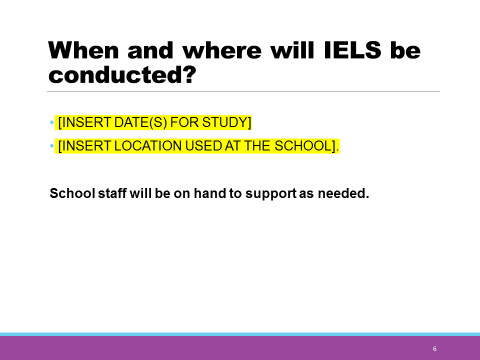 When and where will IELS be
conducted?
• [INSERT DATE(S) FOR STUDY]
• [INSERT LOCATION USED AT THE SCHOOL].
School staff will be on hand to support as needed.
6